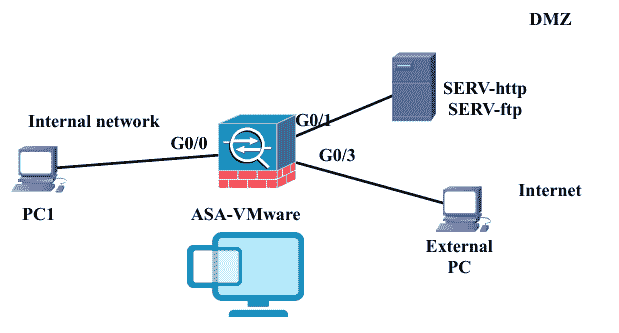 DMZ
SERV-http
SERV-ftp
Internal network
G0/1
G0/0
G0/3
Internet
PC1
ASA-VMware
External
PC